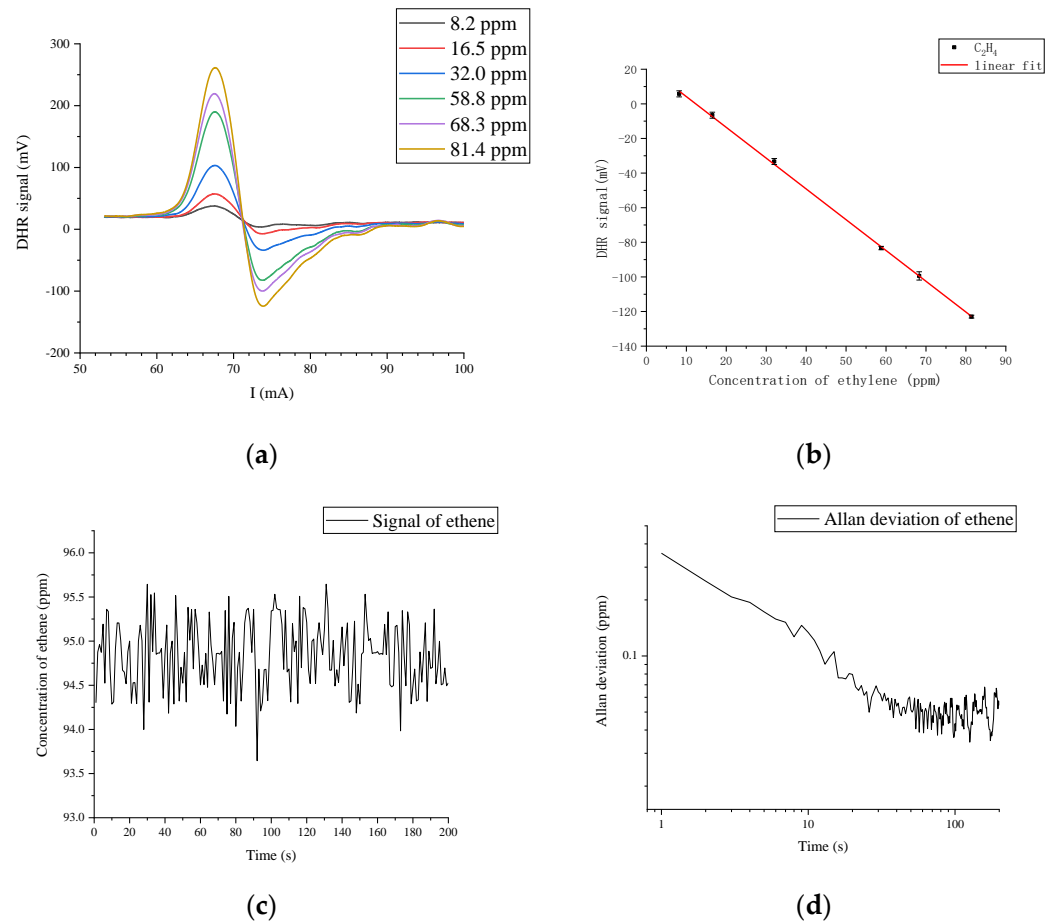 8.2 ppm
16.5 ppm
32.0 ppm
58.8 ppm
68.3 ppm
81.4 ppm
300
200
100
0
-100
-200
DHR signal (mV)
50 60 70 80 90 100
I (mA)
(a)
C2H4
linear fit
20
0
-20
-40
-60
-80
-100
-120
-140
DHR signal(mV)
0 10 20 30 40 50 60 70 80 90
Concentration of ethylene (ppm)
(b)
Signal of ethene
96.0
95.5
95.0
94.5
94.0
93.5
93.0
Concentration of ethene (ppm)
0 20 40 60 80 100 120 140 160 180 200
Time (s)
(c)
Allan deviation of ethene
0.1
Allan deviation (ppm)
1 10 100
Time (s)
(d)